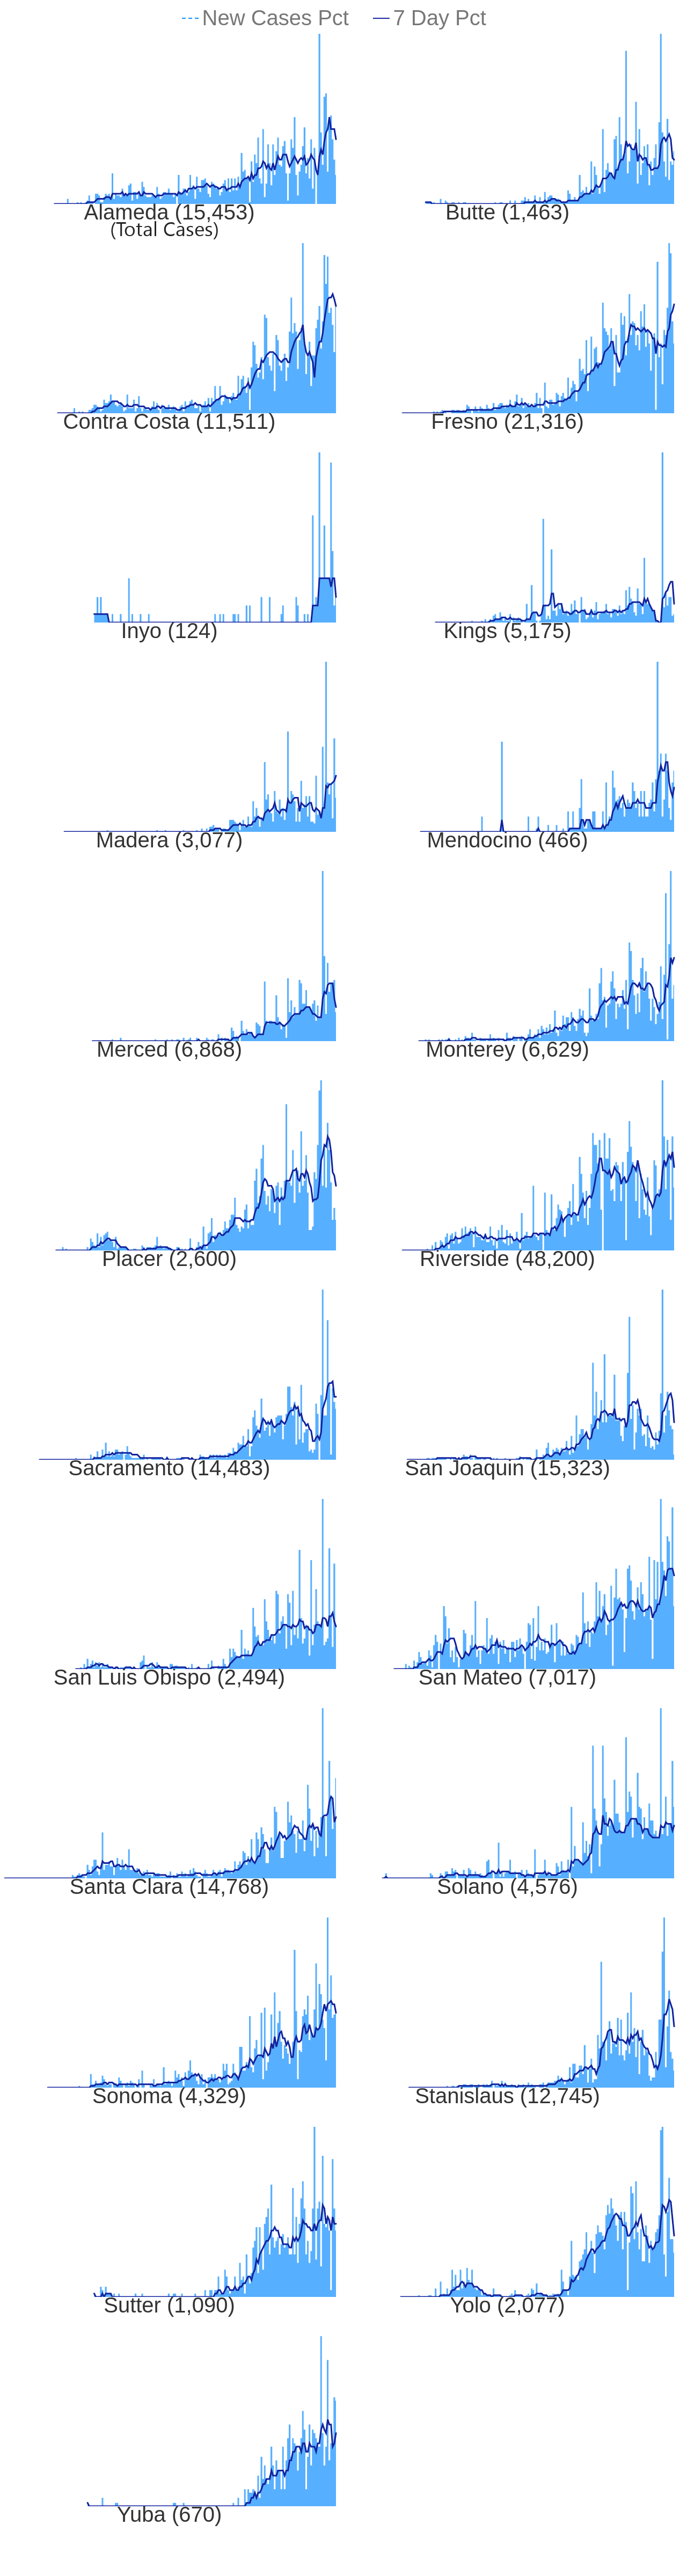 New Cases Pct 7 Day Pct
Alameda (15,453) Butte (1,463)
(Total Cases)
Contra Costa (11,511) Fresno (21,316)
Inyo (124) Kings (5,175)
Madera (3,077) Mendocino (466)
Merced (6,868) Monterey (6,629)
Placer (2,600) Riverside (48,200)
Sacramento (14,483) San Joaquin (15,323)
San Luis Obispo (2,494) San Mateo (7,017)
Santa Clara (14,768) Solano (4,576)
Sonoma (4,329) Stanislaus (12,745)
Sutter (1,090) Yolo (2,077)
Yuba (670)